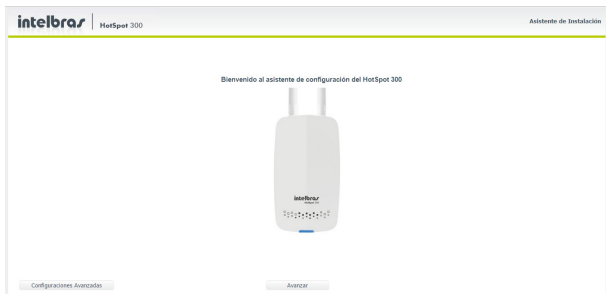 intelbras HotSpot 300
Asistente de Instalación
Bienvenido al asistente de configuración del HotSpot 300
intelbras
Configuraciones Avanzadas
Avanzar